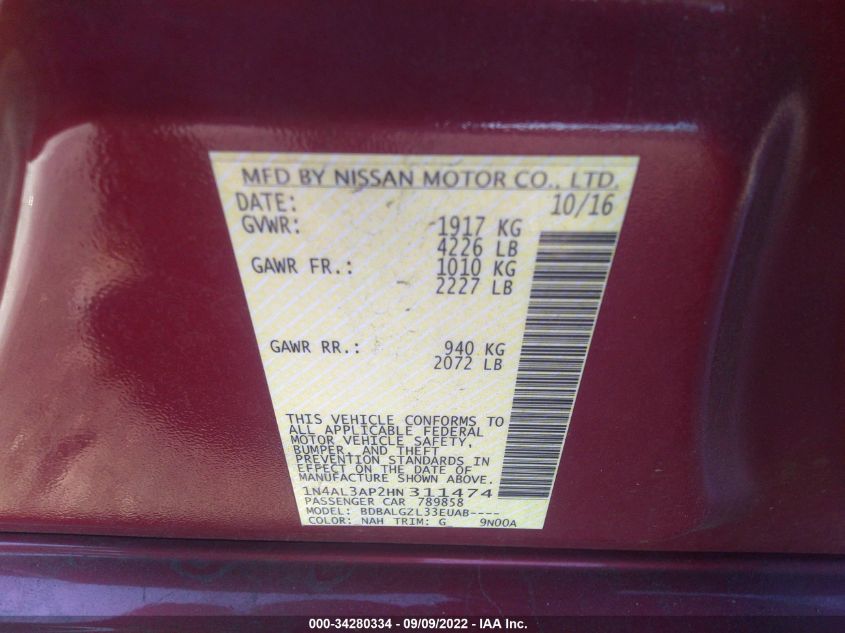 MFD BY NISSAN MOTOR CO., LTD.
DATE: 10/16
GVWR: 1917 KG
4226 LB
GAWR FR.: 1010 KG
2227 LB
GAWR RR.: 940 KG
2072 LB
THIS VEHICLE CONFORMS TO
ALL APPLICABLE FEDERAL
MOTOR VEHICLE SAFETY,
BUMPER, AND THEFT
PREVENTION STANDARDS IN
EFFECT ON THE DATE OF
MANUFACTURE SHOWN ABOVE.
1N4AL3AP2HN311474
PASSENGER CAR 789858
MODEL: BDBALGZL33EUAB----
COLOR: NAH TRIM: G 9N00A
000-34280334 - 09/09/2022 - IAA Inc.